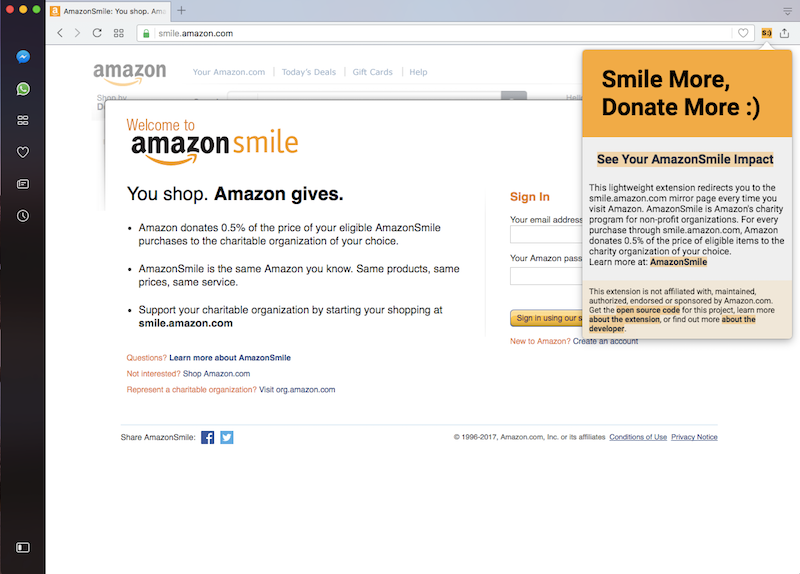 AmazonSmile: You shop. Ama
smile.amazon.com
S:)
amazon
Your Amazon.com Today's Deals Gift Cards Help
Shop by
Hello
Welcome to
amazonsmile
You shop. Amazon gives.
• Amazon donates 0.5% of the price of your eligible AmazonSmile
purchases to the charitable organization of your choice.
• AmazonSmile is the same Amazon you know. Same products, same
prices, same service.
• Support your charitable organization by starting your shopping at
smile.amazon.com
Questions? Learn more about AmazonSmile
Not interested? Shop Amazon.com
Represent a charitable organization? Visit org.amazon.com
Sign In
Your email address
Your Amazon pass
Sign in using our s
New to Amazon? Create an account
Smile More,
Donate More :)
See Your AmazonSmile Impact
This lightweight extension redirects you to the
smile.amazon.com mirror page every time you
visit Amazon. AmazonSmile is Amazon's charity
program for non-profit organizations. For every
purchase through smile.amazon.com, Amazon
donates 0.5% of the price of eligible items to the
charity organization of your choice.
Learn more at: AmazonSmile
This extension is not affiliated with, maintained,
authorized, endorsed or sponsored by Amazon.com.
Get the open source code for this project, learn more
about the extension, or find out more about the
developer.
Share AmazonSmile:
© 1996-2017, Amazon.com, Inc. or its affiliates Conditions of Use Privacy Notice